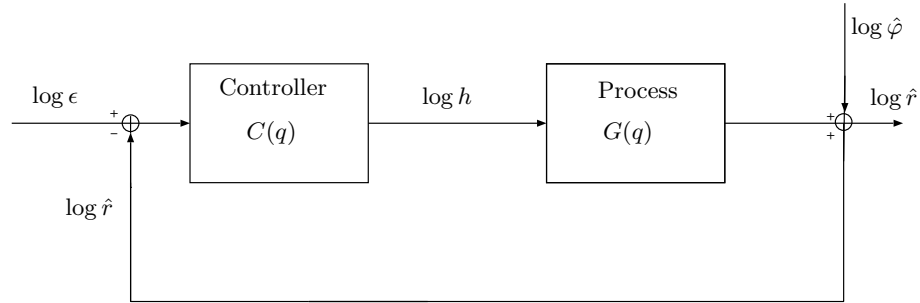 log φ̂
log ϵ
+
−
Controller
C(q)
log h
Process
G(q)
+
+
log r̂
log r̂